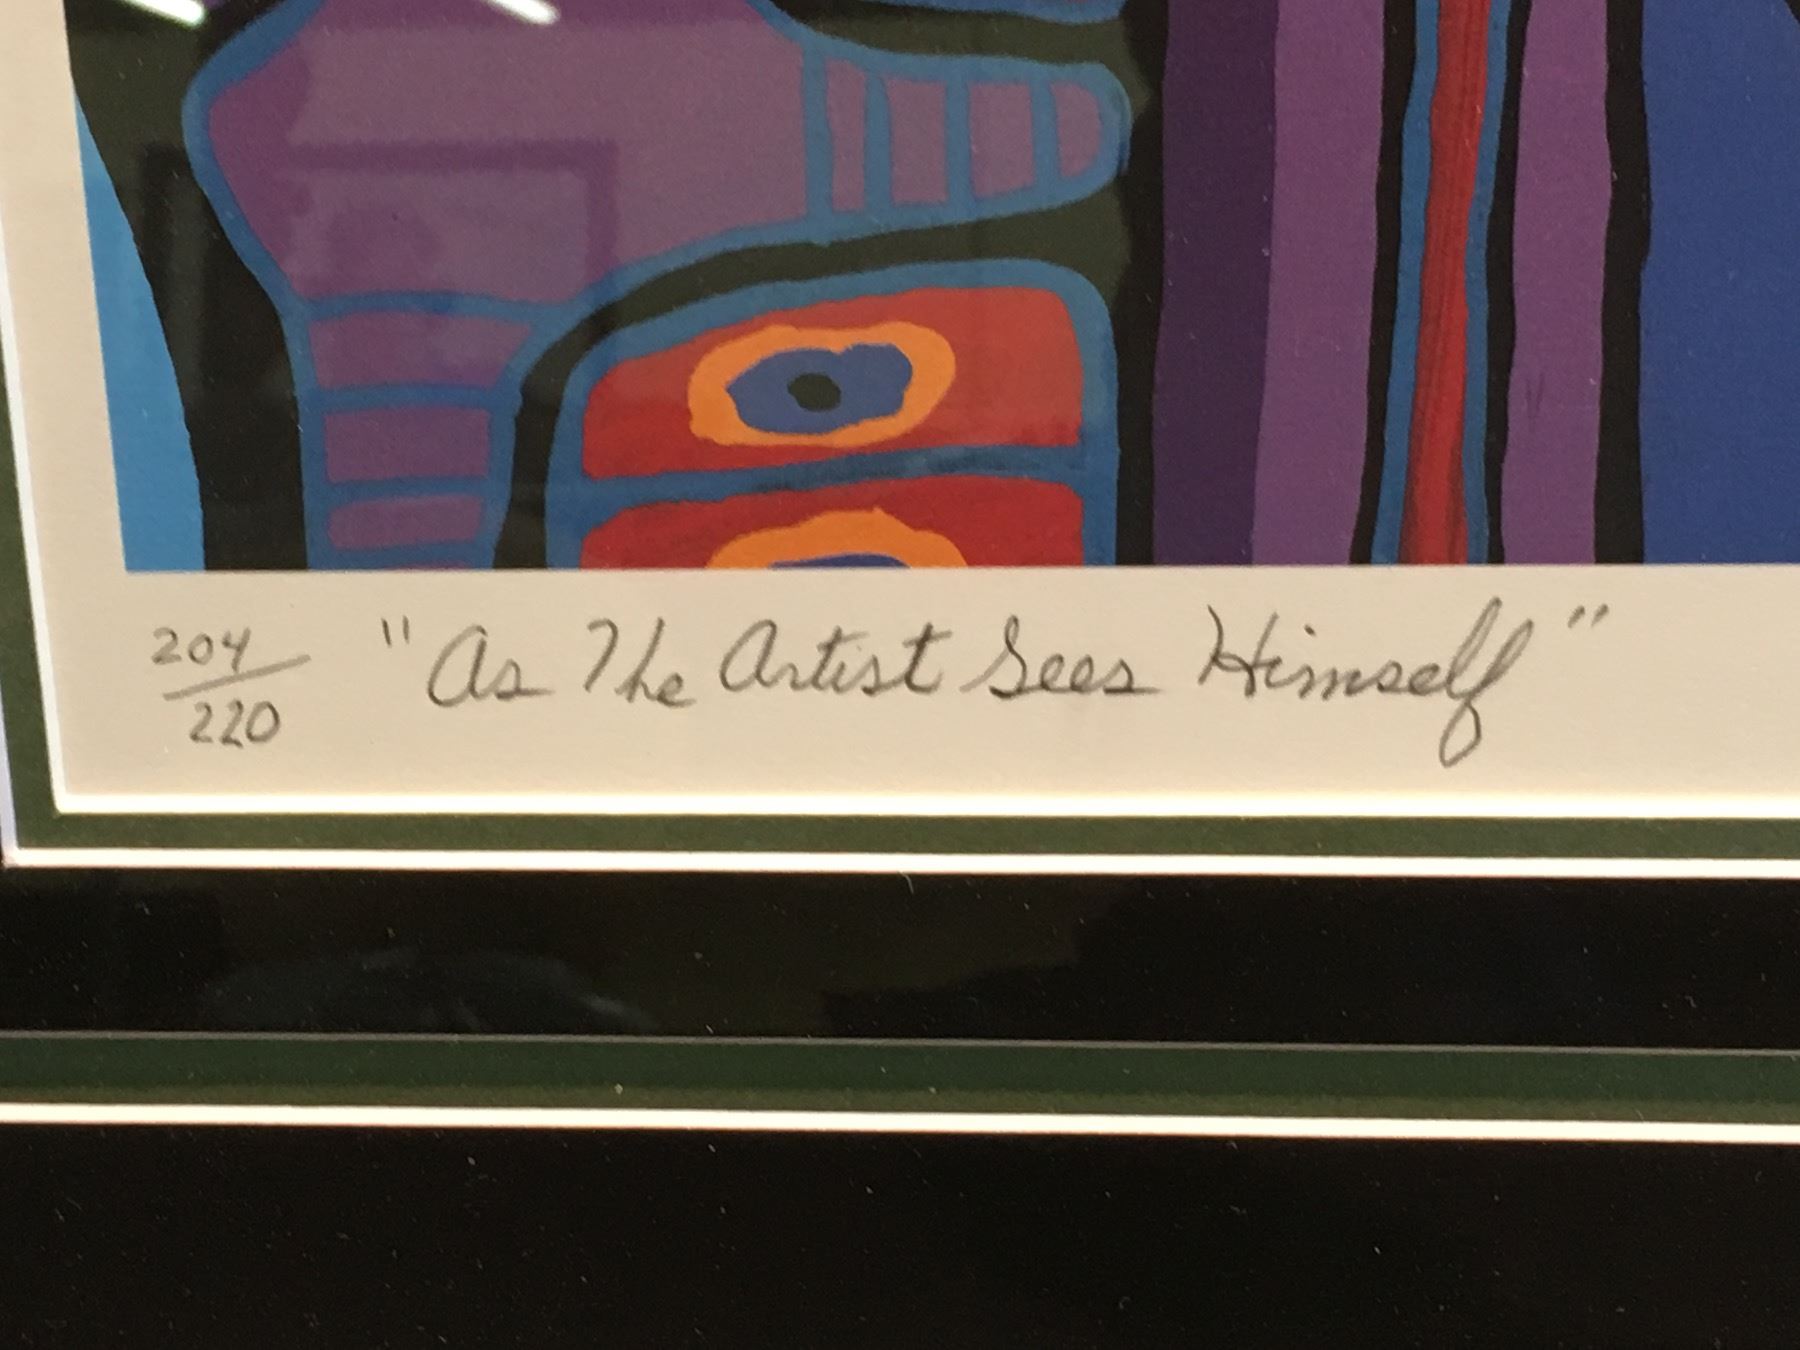 204/220 "As The Artist Sees Himself"